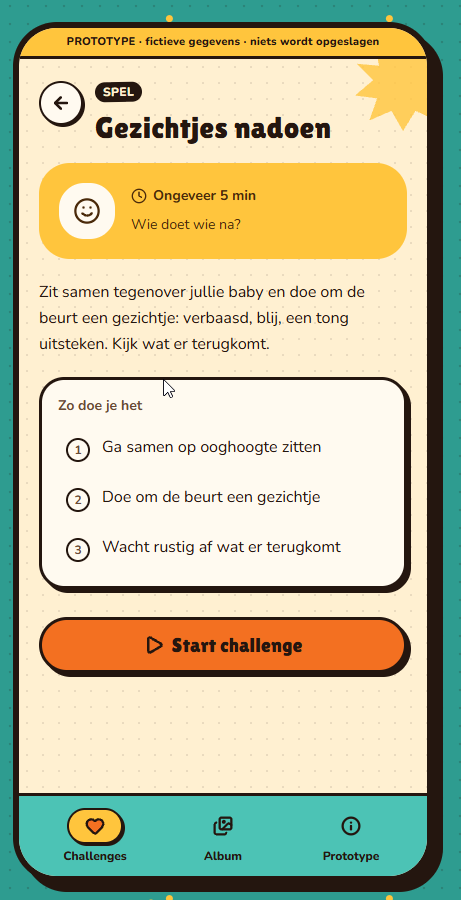 PROTOTYPE · fictieve gegevens · niets wordt opgeslagen
SPEL
Gezichtjes nadoen
Ongeveer 5 min
Wie doet wie na?
Zit samen tegenover jullie baby en doe om de
beurt een gezichtje: verbaasd, blij, een tong
uitsteken. Kijk wat er terugkomt.
Zo doe je het
1 Ga samen op ooghoogte zitten
2 Doe om de beurt een gezichtje
3 Wacht rustig af wat er terugkomt
Start challenge
Challenges Album Prototype